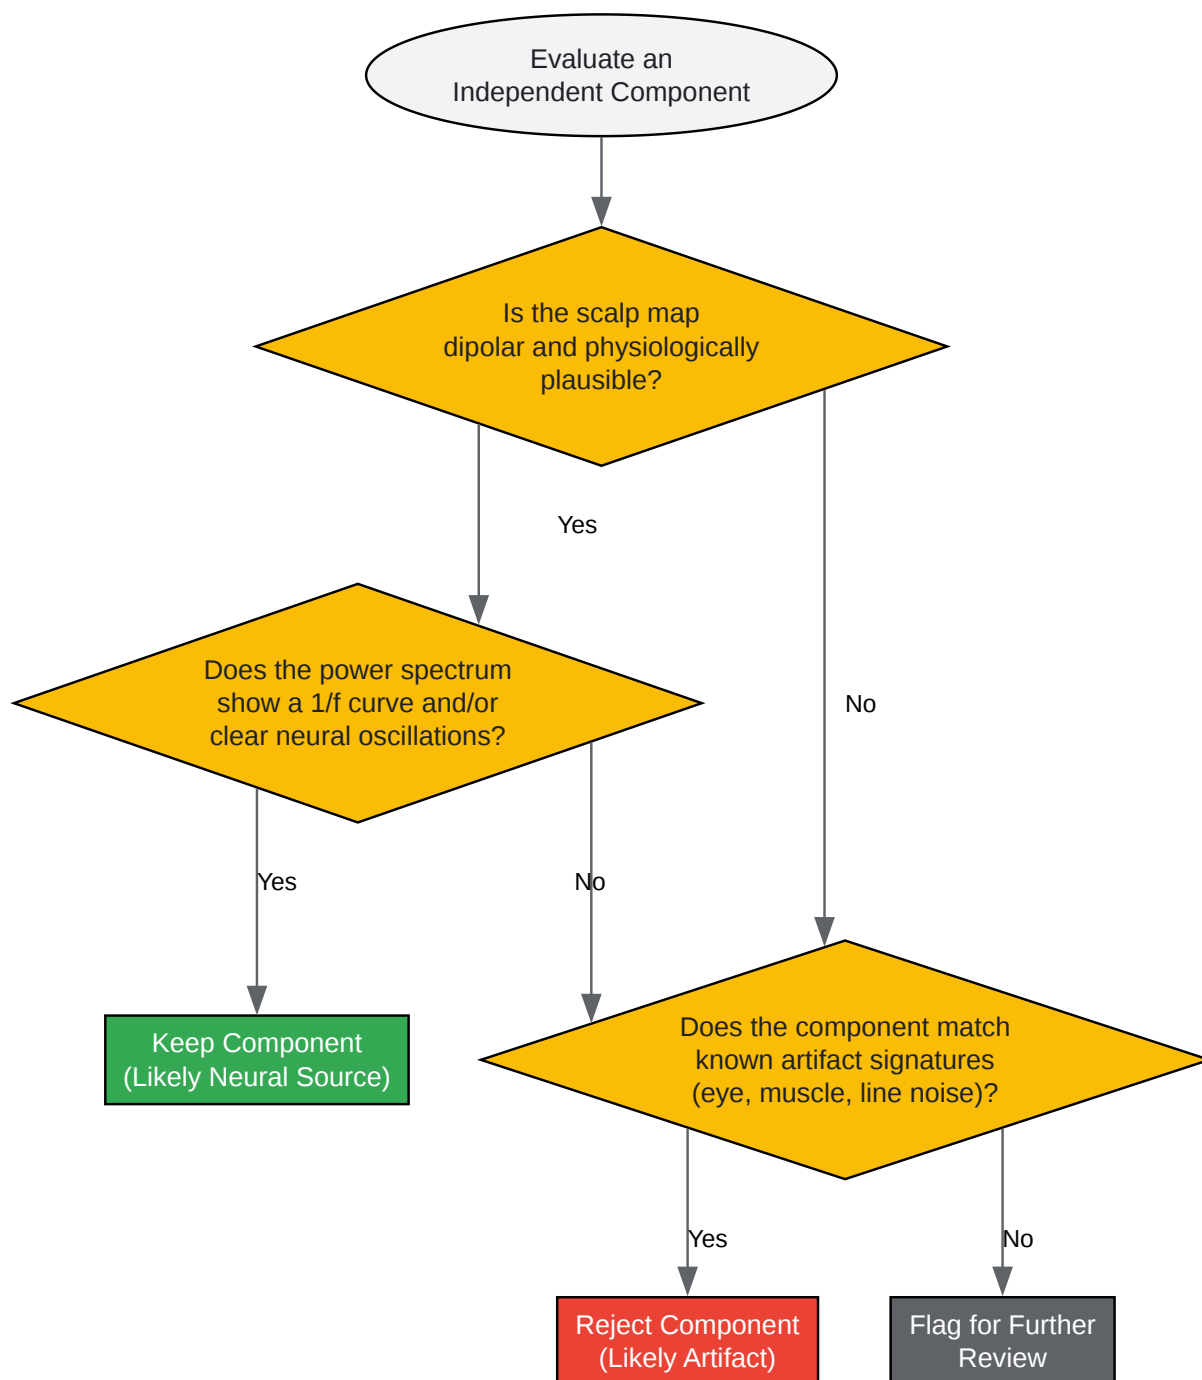 Evaluate an
Independent Component
Is the scalp map
dipolar and physiologically
plausible?
Yes
No
Does the power spectrum
show a 1/f curve and/or
clear neural oscillations?
Yes
No
Keep Component
(Likely Neural Source)
Does the component match
known artifact signatures
(eye, muscle, line noise)?
Yes
No
Reject Component
(Likely Artifact)
Flag for Further
Review